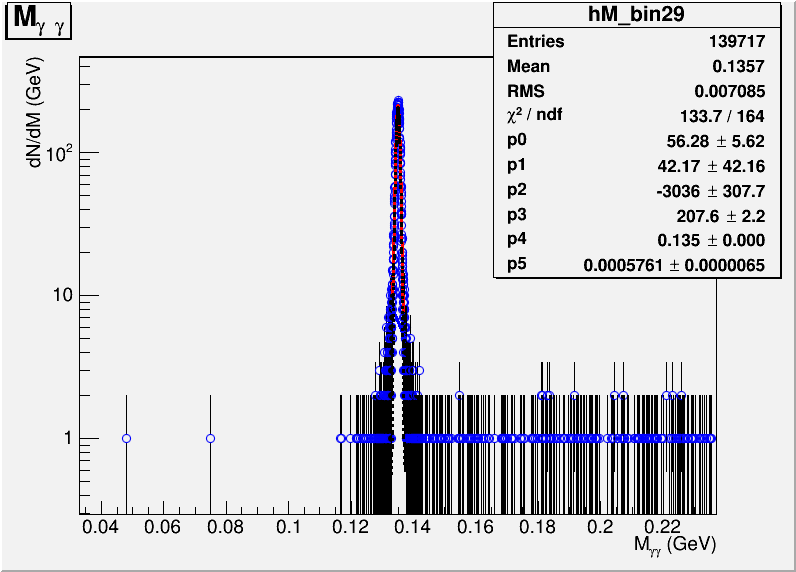 Mγ γ
hM_bin29
Entries 139717
Mean 0.1357
RMS 0.007085
χ² / ndf 133.7 / 164
p0 56.28 ± 5.62
p1 42.17 ± 42.16
p2 -3036 ± 307.7
p3 207.6 ± 2.2
p4 0.135 ± 0.000
p5 0.0005761 ± 0.0000065
dN/dM (GeV)
10²
10
1
0.04 0.06 0.08 0.1 0.12 0.14 0.16 0.18 0.2 0.22
Mγγ (GeV)